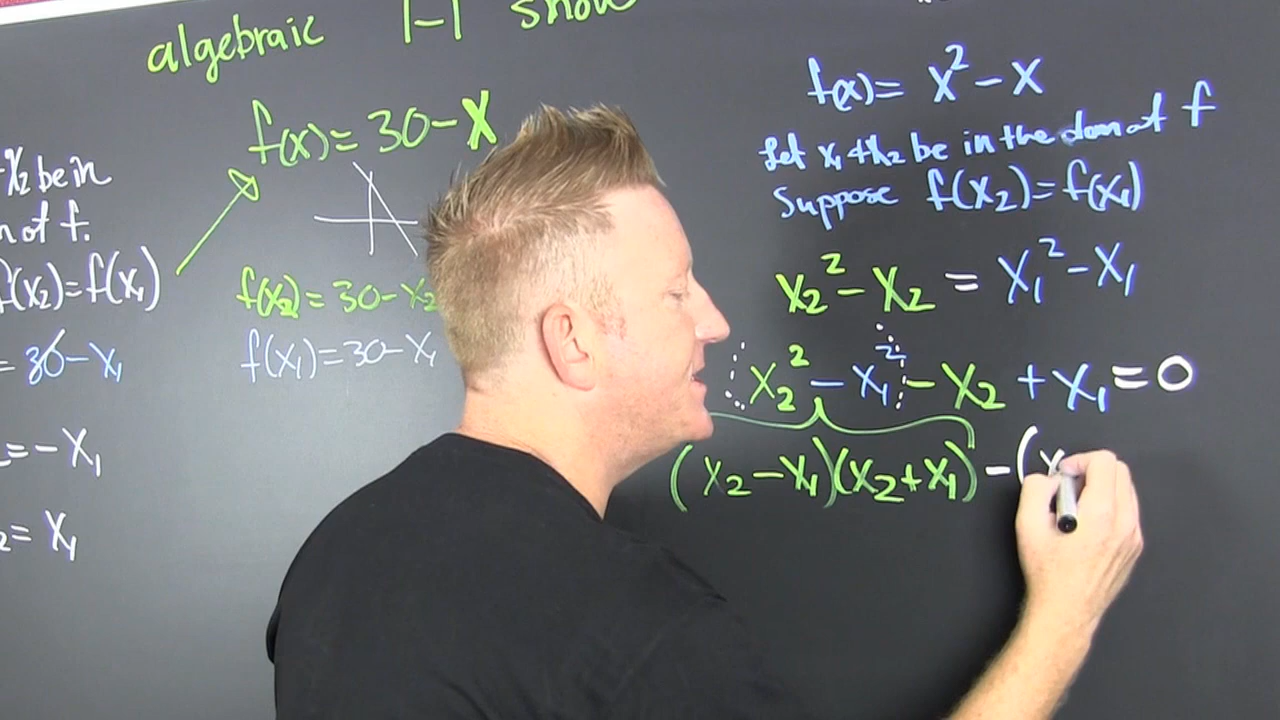 algebraic 1-1 show
x₂ be in
of f.
f(x₂)=f(x₁)
= 30-x₁
=-x₁
₂= x₁
f(x)=30-x
f(x₂)=30-x₂
f(x₁)=30-x₁
f(x)= x²-x
Let x₁+x₂ be in the dom of f
Suppose f(x₂)=f(x₁)
x₂²-x₂ = x₁²-x₁
x₂²-x₁²-x₂+x₁=0
(x₂-x₁)(x₂+x₁)-(x